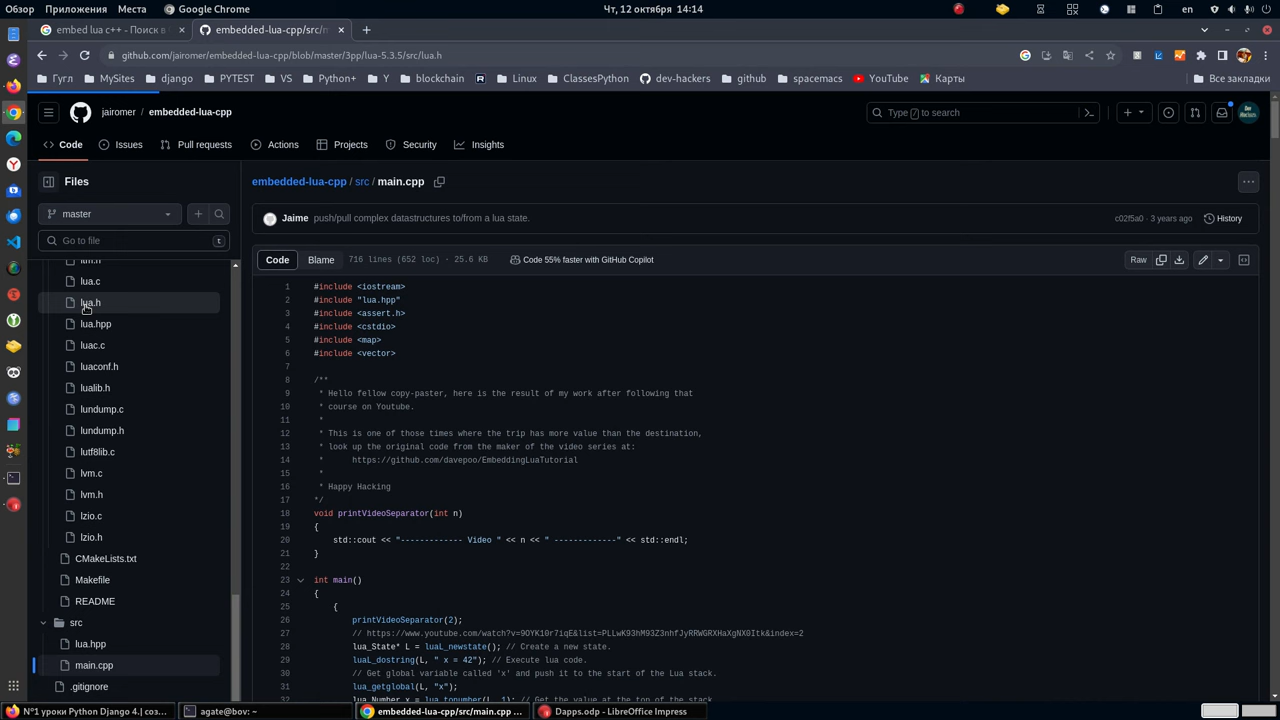 Обзор Приложения Места Google Chrome Чт, 12 октября 14:14 en
embed lua c++ - Поиск в embedded-lua-cpp/src/m
github.com/jairomer/embedded-lua-cpp/blob/master/3pp/lua-5.3.5/src/lua.h
Гугл MySites django PYTEST VS Python+ Y blockchain Linux ClassesPython dev-hackers github spacemacs YouTube Карты Все закладки
jairomer / embedded-lua-cpp Type / to search
Code Issues Pull requests Actions Projects Security Insights
Files
master
Go to file t
ltm.h
lua.c
lua.h
lua.hpp
luac.c
luaconf.h
lualib.h
lundump.c
lundump.h
lutf8lib.c
lvm.c
lvm.h
lzio.c
lzio.h
CMakeLists.txt
Makefile
README
src
lua.hpp
main.cpp
.gitignore
embedded-lua-cpp / src / main.cpp
Jaime push/pull complex datastructures to/from a lua state. c02f5a0 · 3 years ago History
Code Blame 716 lines (652 loc) · 25.6 KB Code 55% faster with GitHub Copilot Raw
1 #include <iostream>
2 #include "lua.hpp"
3 #include <assert.h>
4 #include <cstdio>
5 #include <map>
6 #include <vector>
7
8 /**
9 * Hello fellow copy-paster, here is the result of my work after following that
10 * course on Youtube.
11 *
12 * This is one of those times where the trip has more value than the destination,
13 * look up the original code from the maker of the video series at:
14 * https://github.com/davepoo/EmbeddingLuaTutorial
15 *
16 * Happy Hacking
17 */
18 void printVideoSeparator(int n)
19 {
20 std::cout << "------------- Video " << n << " -------------" << std::endl;
21 }
22
23 int main()
24 {
25 {
26 printVideoSeparator(2);
27 // https://www.youtube.com/watch?v=9OYK10r7iqE&list=PLLwK93hM93Z3nhfJyRRWGRXHaXgNX0Itk&index=2
28 lua_State* L = luaL_newstate(); // Create a new state.
29 luaL_dostring(L, " x = 42"); // Execute lua code.
30 // Get global variable called 'x' and push it to the start of the Lua stack.
31 lua_getglobal(L, "x");
32 lua_Number x = lua_tonumber(L, 1); // Get the value at the top of the stack
№1 уроки Python Django 4.| соз... agate@bov: ~ embedded-lua-cpp/src/main.cpp ... Dapps.odp - LibreOffice Impress